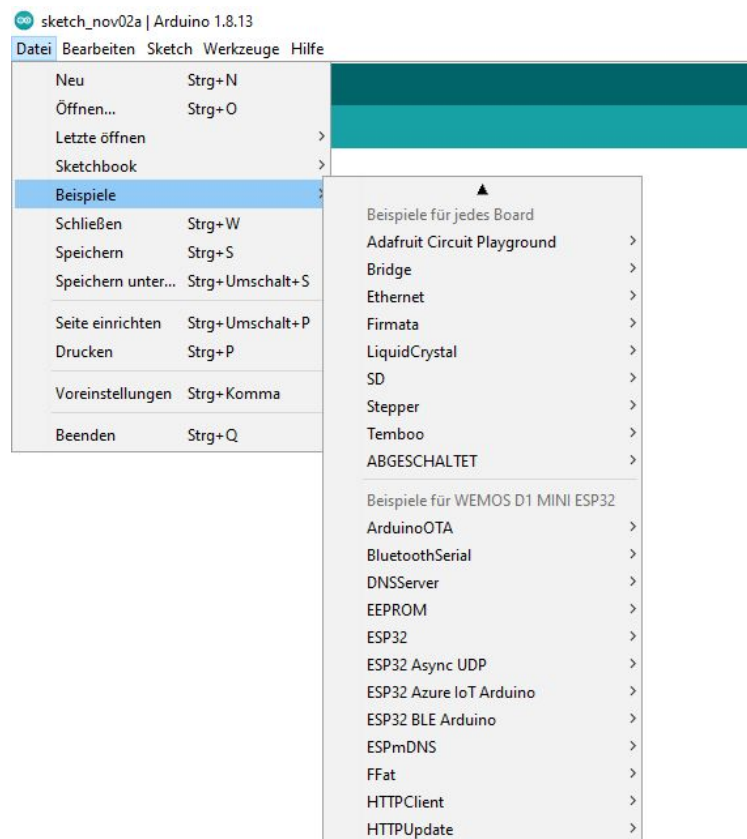 sketch_nov02a | Arduino 1.8.13
Datei Bearbeiten Sketch Werkzeuge Hilfe
Neu Strg+N
Öffnen... Strg+O
Letzte öffnen
Sketchbook
Beispiele
Schließen Strg+W
Speichern Strg+S
Speichern unter... Strg+Umschalt+S
Seite einrichten Strg+Umschalt+P
Drucken Strg+P
Voreinstellungen Strg+Komma
Beenden Strg+Q
Beispiele für jedes Board
Adafruit Circuit Playground
Bridge
Ethernet
Firmata
LiquidCrystal
SD
Stepper
Temboo
ABGESCHALTET
Beispiele für WEMOS D1 MINI ESP32
ArduinoOTA
BluetoothSerial
DNSServer
EEPROM
ESP32
ESP32 Async UDP
ESP32 Azure IoT Arduino
ESP32 BLE Arduino
ESPmDNS
FFat
HTTPClient
HTTPUpdate